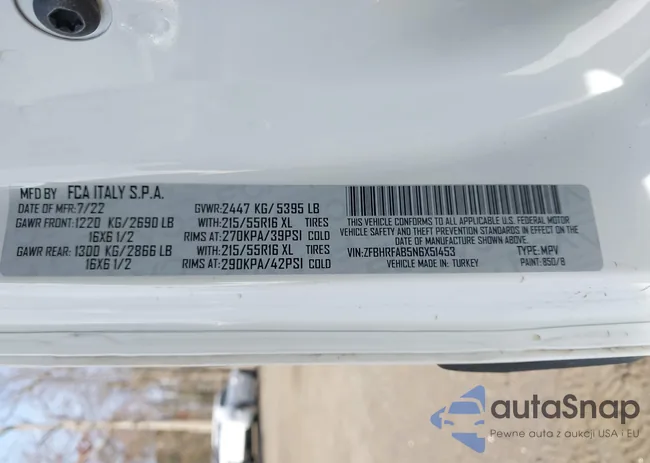 MFD BY FCA ITALY S.P.A.
DATE OF MFR:7/22 GVWR:2447 KG/5395 LB
GAWR FRONT:1220 KG/2690 LB WITH:215/55R16 XL TIRES
16X6 1/2 RIMS AT:270KPA/39PSI COLD
GAWR REAR:1300 KG/2866 LB WITH:215/55R16 XL TIRES
16X6 1/2 RIMS AT:290KPA/42PSI COLD
THIS VEHICLE CONFORMS TO ALL APPLICABLE U.S. FEDERAL MOTOR
VEHICLE SAFETY AND THEFT PREVENTION STANDARDS IN EFFECT ON THE
DATE OF MANUFACTURE SHOWN ABOVE.
VIN:ZFBHRFAB5N6X51453 TYPE:MPV
VEHICLE MADE IN: TURKEY PAINT:850/B
autaSnap
Pewne auta z aukcji USA i EU